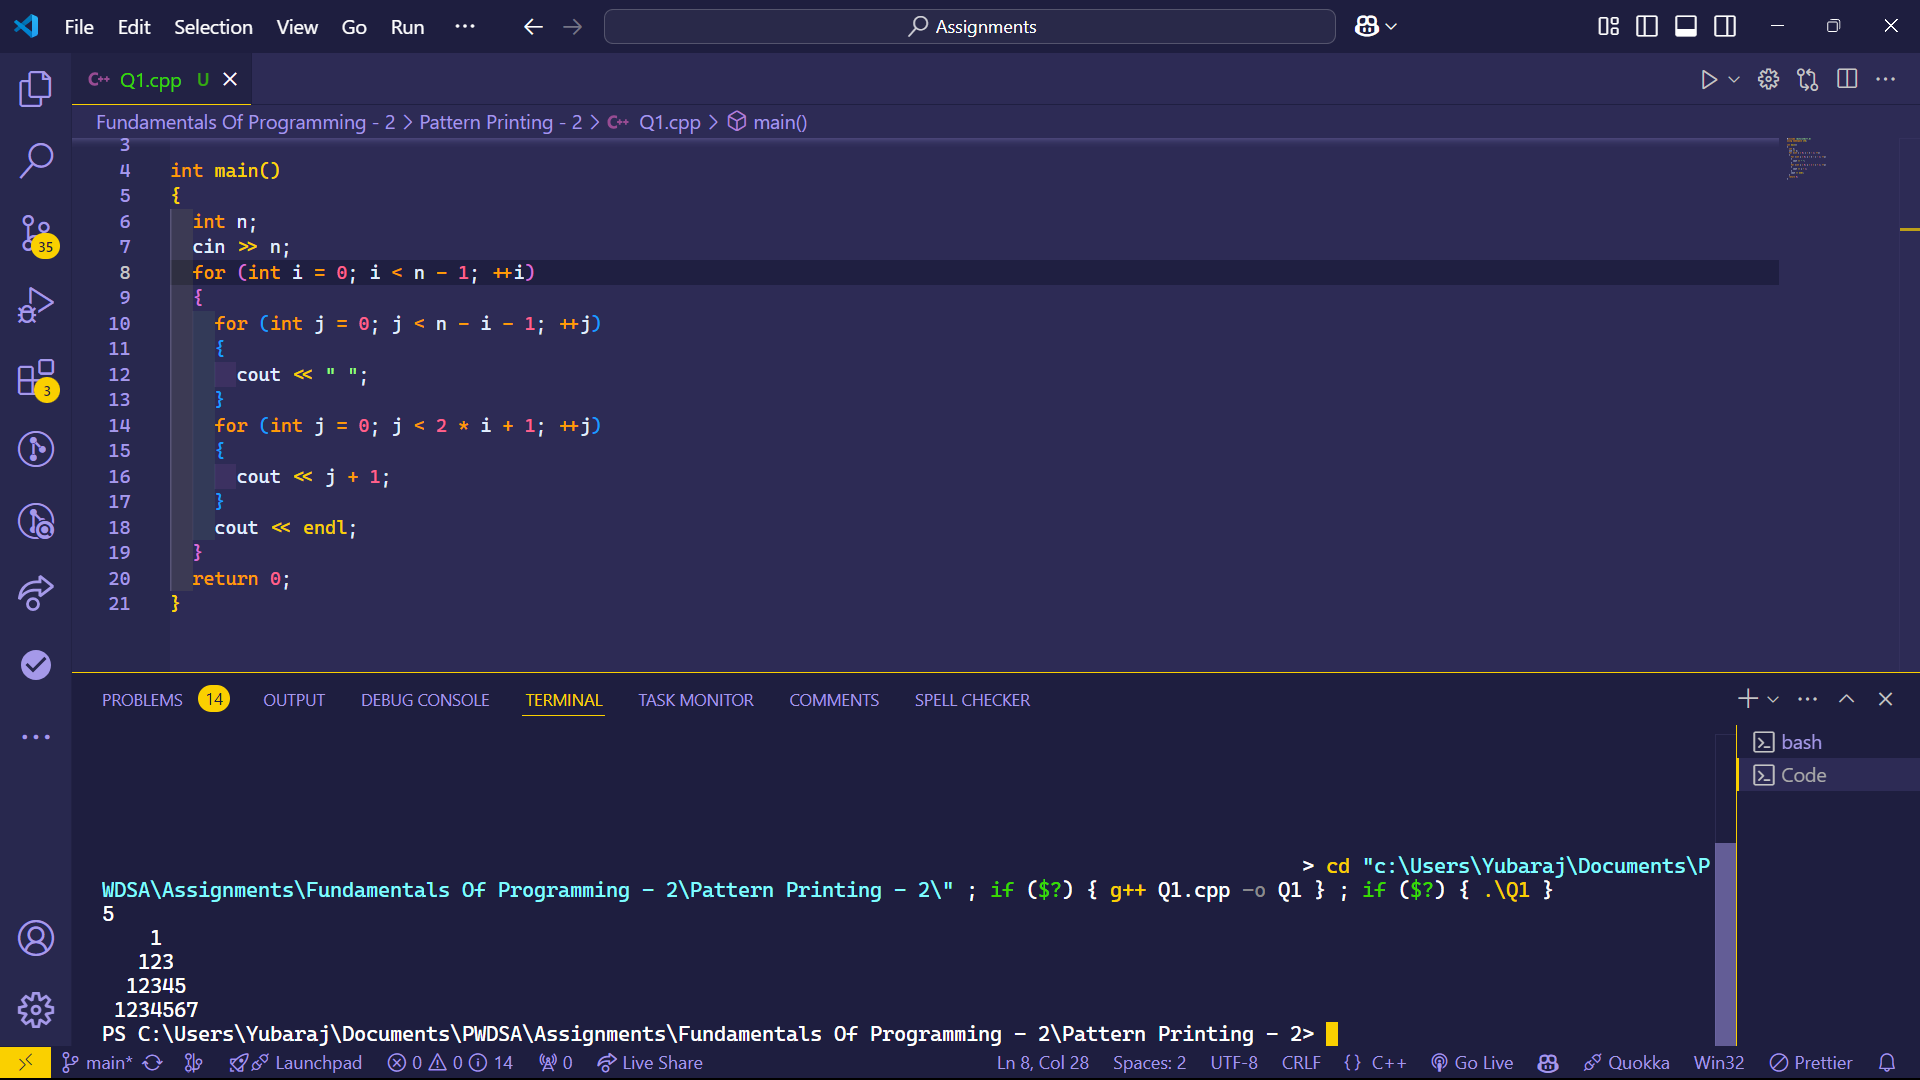 File Edit Selection View Go Run ··· Assignments
C++ Q1.cpp U
Fundamentals Of Programming - 2 > Pattern Printing - 2 > C++ Q1.cpp > main()
3
4 int main()
5 {
6 int n;
7 cin >> n;
8 for (int i = 0; i < n - 1; ++i)
9 {
10 for (int j = 0; j < n - i - 1; ++j)
11 {
12 cout << " ";
13 }
14 for (int j = 0; j < 2 * i + 1; ++j)
15 {
16 cout << j + 1;
17 }
18 cout << endl;
19 }
20 return 0;
21 }
35
3
PROBLEMS 14 OUTPUT DEBUG CONSOLE TERMINAL TASK MONITOR COMMENTS SPELL CHECKER
bash
Code
> cd "c:\Users\Yubaraj\Documents\P
WDSA\Assignments\Fundamentals Of Programming - 2\Pattern Printing - 2\" ; if ($?) { g++ Q1.cpp -o Q1 } ; if ($?) { .\Q1 }
5
    1
   123
  12345
 1234567
PS C:\Users\Yubaraj\Documents\PWDSA\Assignments\Fundamentals Of Programming - 2\Pattern Printing - 2>
main* Launchpad 0 0 14 0 Live Share Ln 8, Col 28 Spaces: 2 UTF-8 CRLF {} C++ Go Live Quokka Win32 Prettier